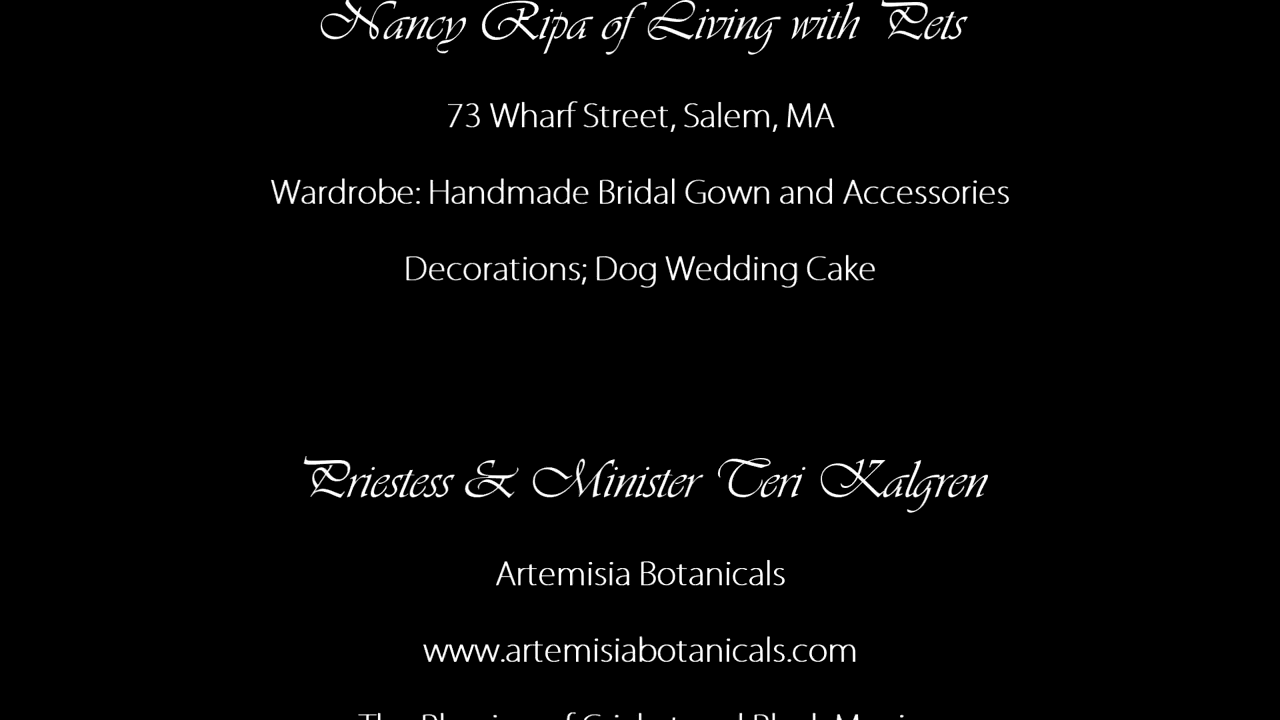 Nancy Ripa of Living with Pets
73 Wharf Street, Salem, MA
Wardrobe: Handmade Bridal Gown and Accessories
Decorations; Dog Wedding Cake
Priestess & Minister Teri Kalgren
Artemisia Botanicals
www.artemisiabotanicals.com